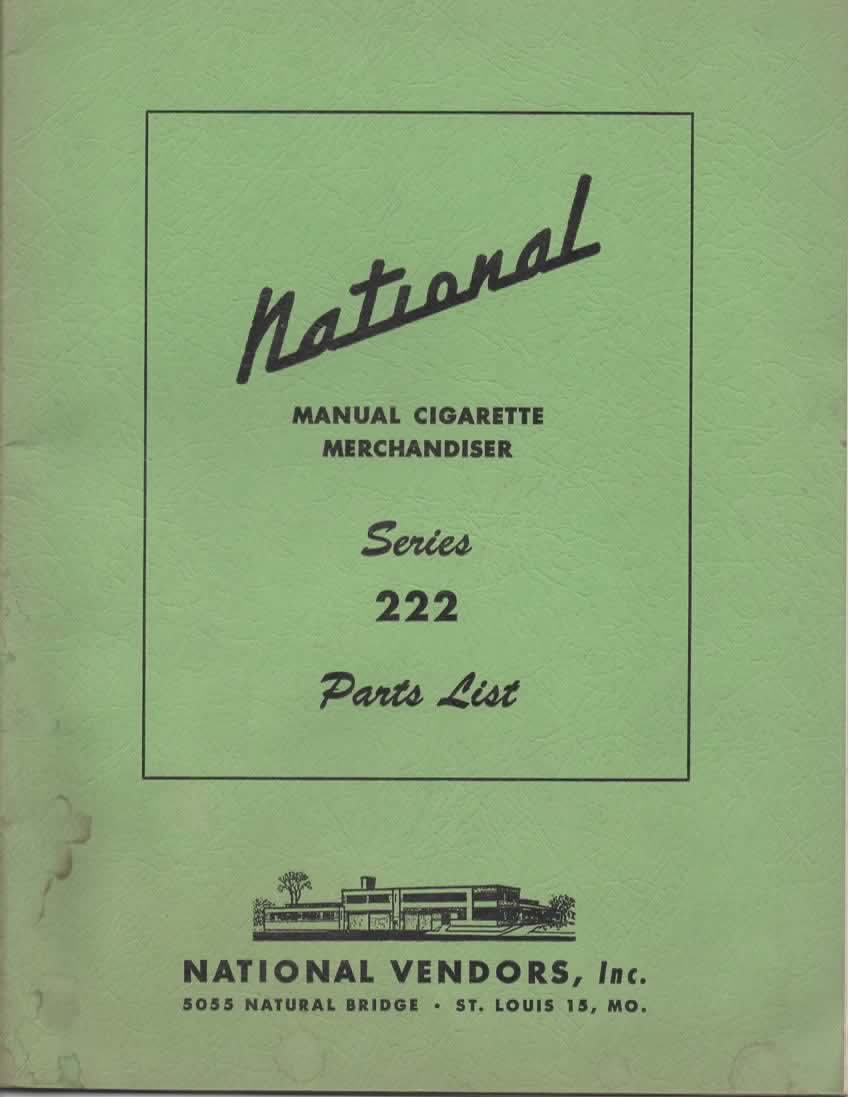 National
MANUAL CIGARETTE
MERCHANDISER
Series
222
Parts List
NATIONAL VENDORS, Inc.
5055 NATURAL BRIDGE • ST. LOUIS 15, MO.